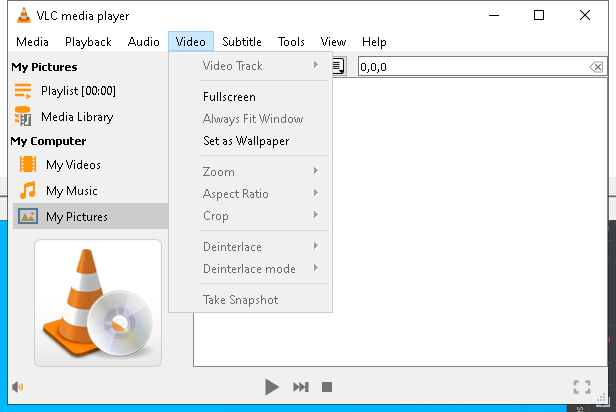 VLC media player
Media Playback Audio Video Subtitle Tools View Help
My Pictures
Playlist [00:00]
Media Library
My Computer
My Videos
My Music
My Pictures
Video Track
Fullscreen
Always Fit Window
Set as Wallpaper
Zoom
Aspect Ratio
Crop
Deinterlace
Deinterlace mode
Take Snapshot
0,0,0